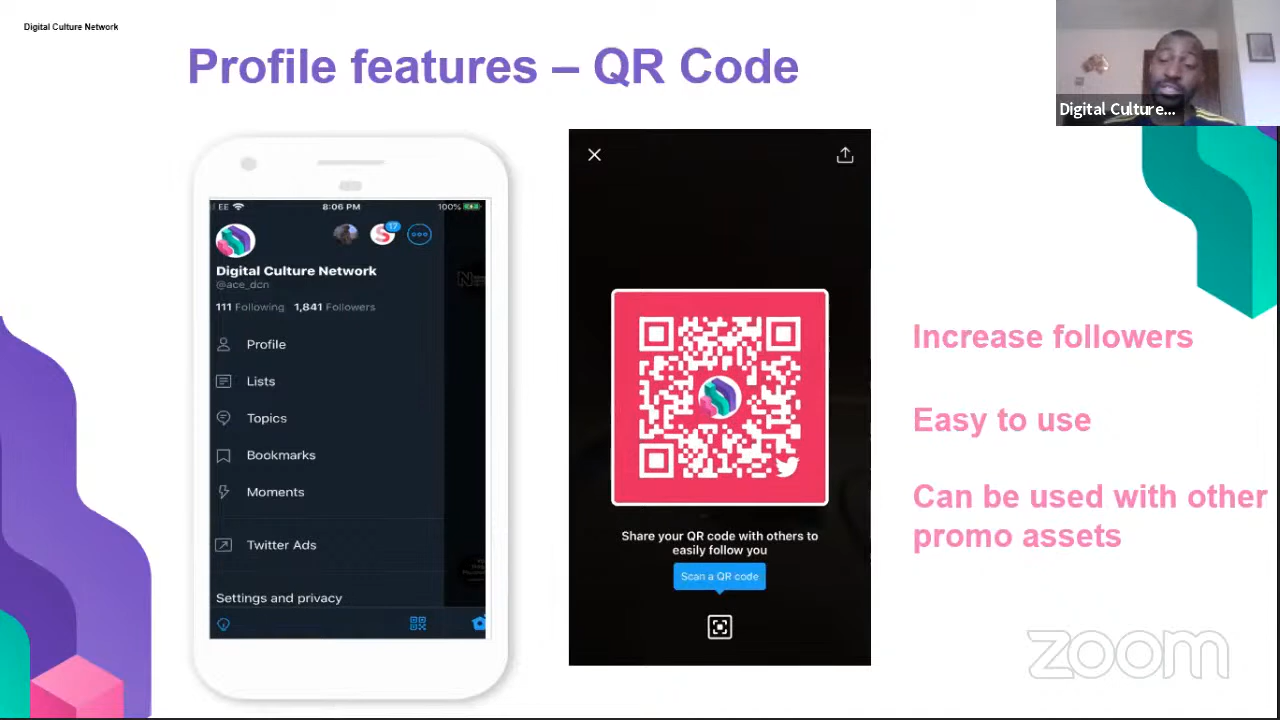 Digital Culture Network
Profile features – QR Code
Digital Culture...
EE
8:06 PM
100%
17
Digital Culture Network
@ace_dcn
111 Following 1,841 Followers
Profile
Lists
Topics
Bookmarks
Moments
Twitter Ads
Settings and privacy
Share your QR code with others to
easily follow you
Scan a QR code
Increase followers
Easy to use
Can be used with other
promo assets
zoom